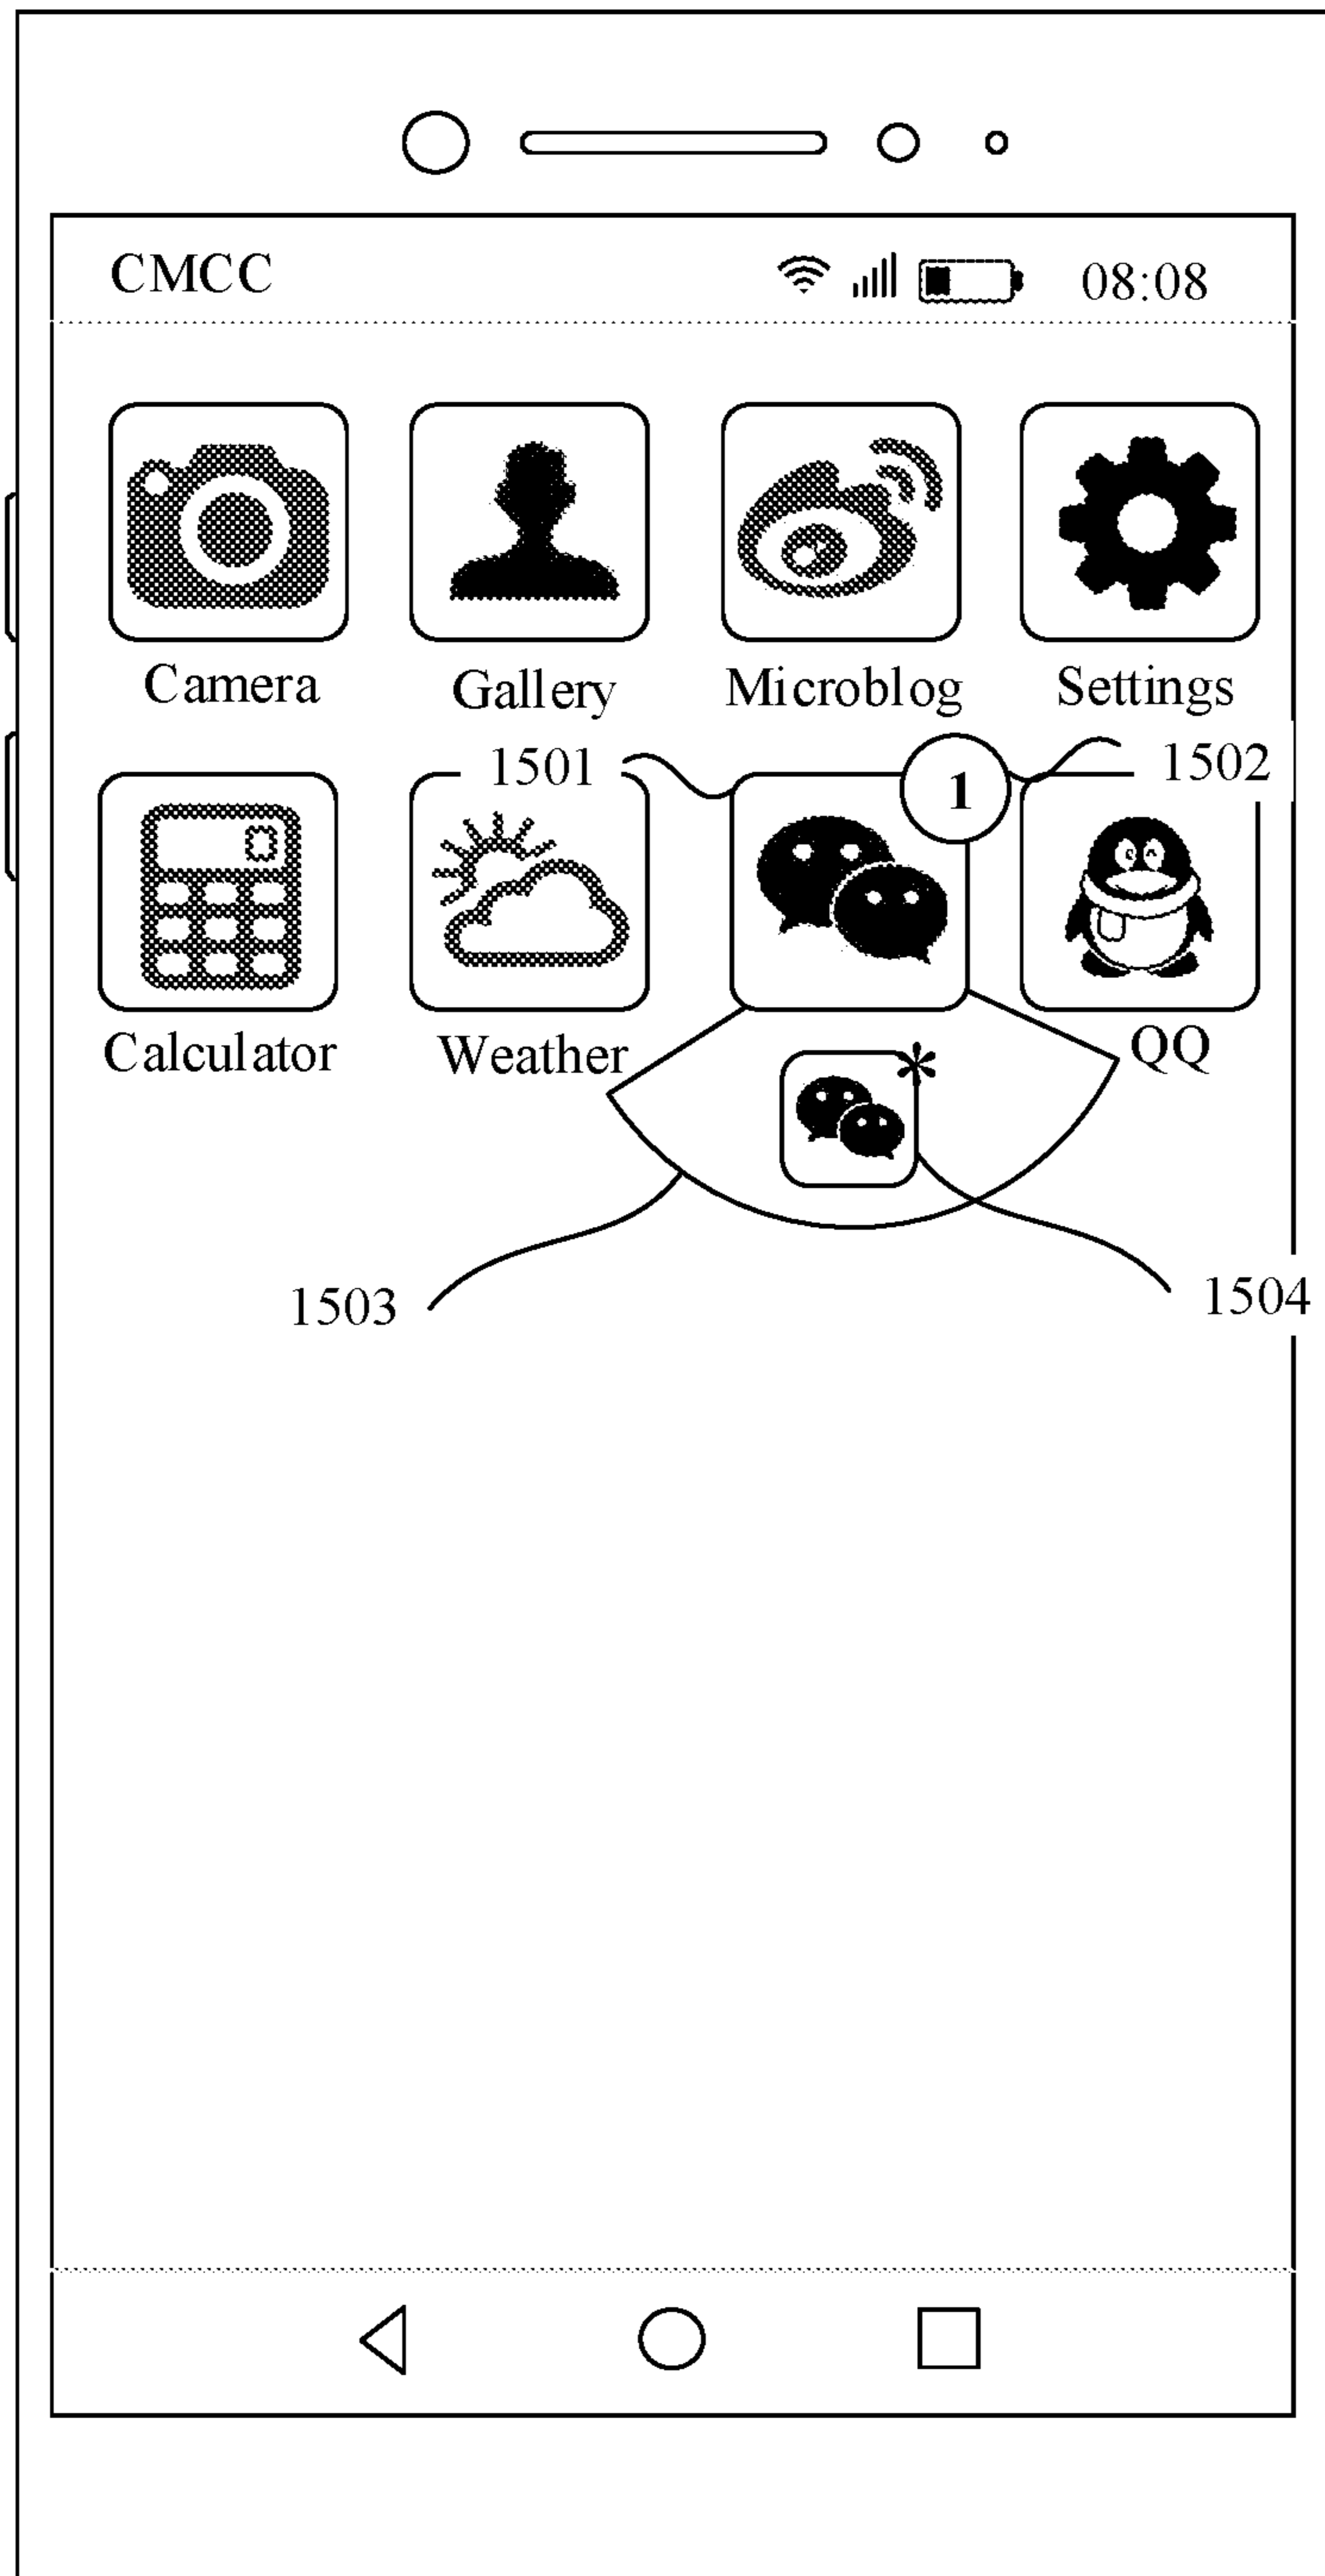 CMCC 08:08
Camera Gallery Microblog Settings
1501 1 1502
Calculator Weather QQ
*
1503 1504